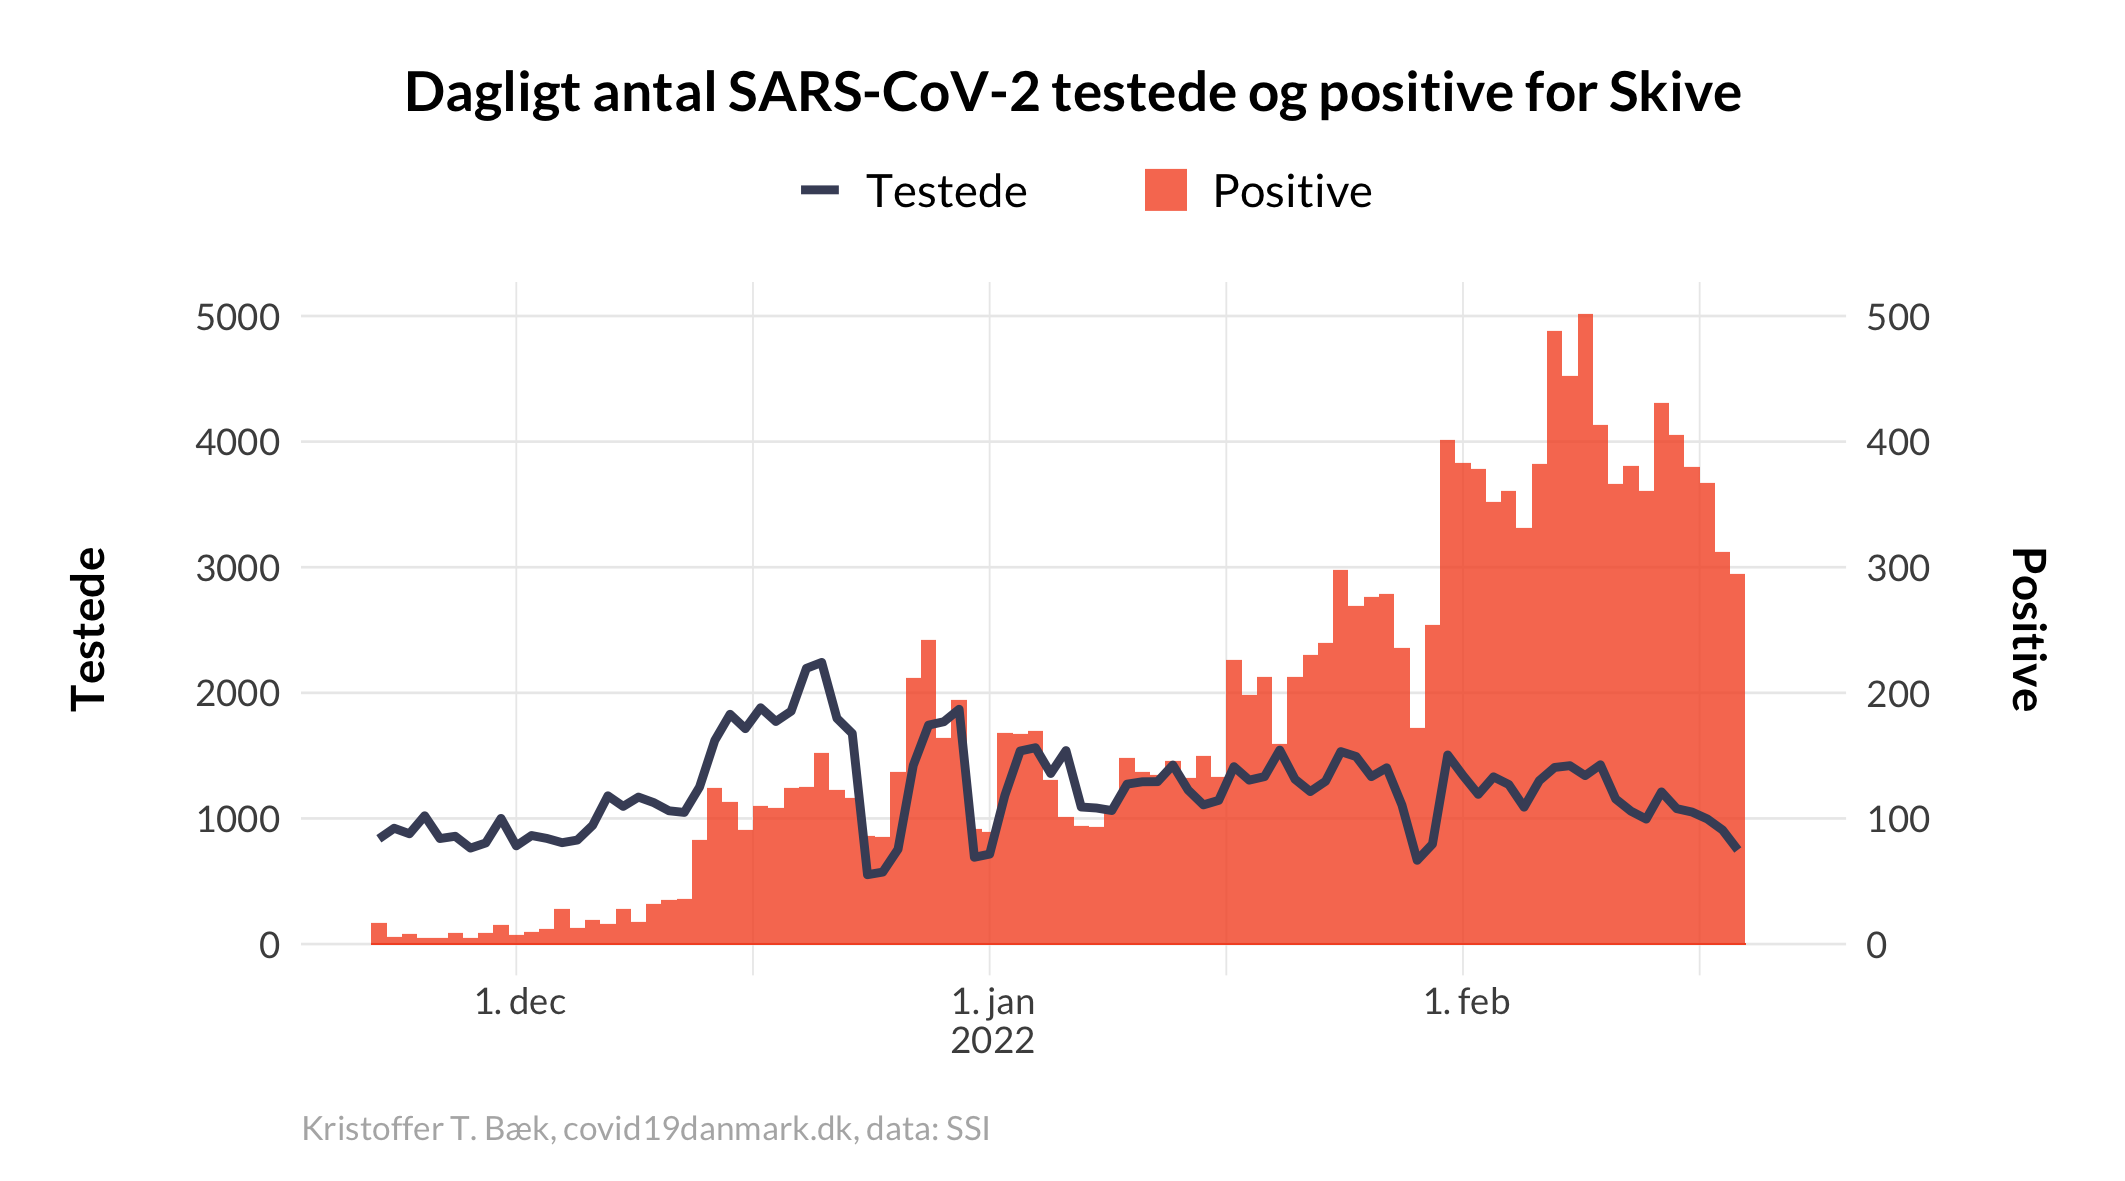 Dagligt antal SARS-CoV-2 testede og positive for Skive
Testede
Positive
5000
4000
3000
2000
1000
0
Testede
500
400
300
200
100
0
Positive
1. dec
1. jan
2022
1. feb
Kristoffer T. Bæk, covid19danmark.dk, data: SSI